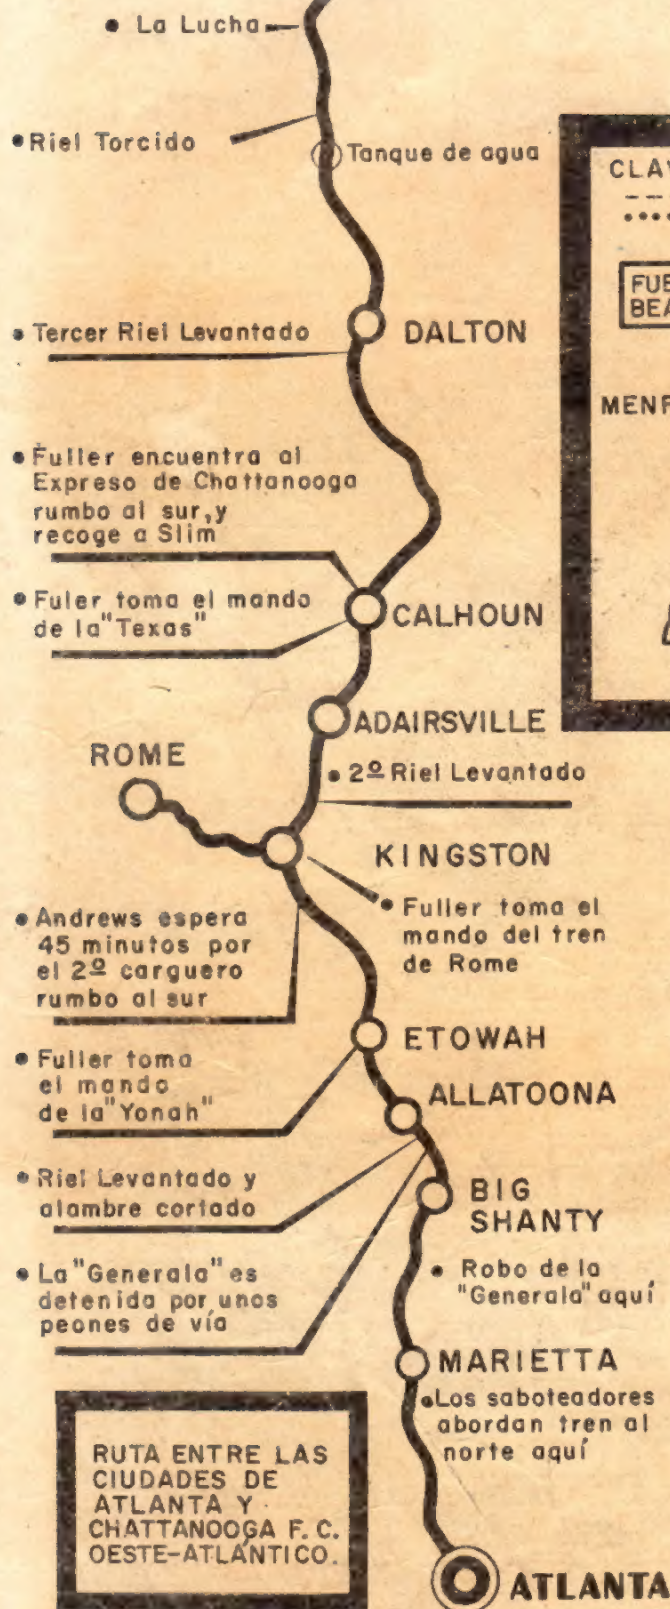 • La Lucha
• Riel Torcido
Tanque de agua
CLAV
FUE
BEA
MENF
• Tercer Riel Levantado
DALTON
• Fuller encuentra al
Expreso de Chattanooga
rumbo al sur, y
recoge a Slim
• Fuler toma el mando
de la "Texas"
CALHOUN
ADAIRSVILLE
ROME
• 2º Riel Levantado
KINGSTON
• Fuller toma el
mando del tren
de Rome
• Andrews espera
45 minutos por
el 2º carguero
rumbo al sur
ETOWAH
• Fuller toma
el mando
de la "Yonah"
ALLATOONA
• Riel Levantado y
alambre cortado
BIG
SHANTY
• La "Generala" es
detenida por unos
peones de vía
• Robo de la
"Generala" aquí
MARIETTA
• Los saboteadores
abordan tren al
norte aquí
RUTA ENTRE LAS
CIUDADES DE
ATLANTA Y
CHATTANOOGA F. C.
OESTE-ATLÁNTICO.
ATLANTA